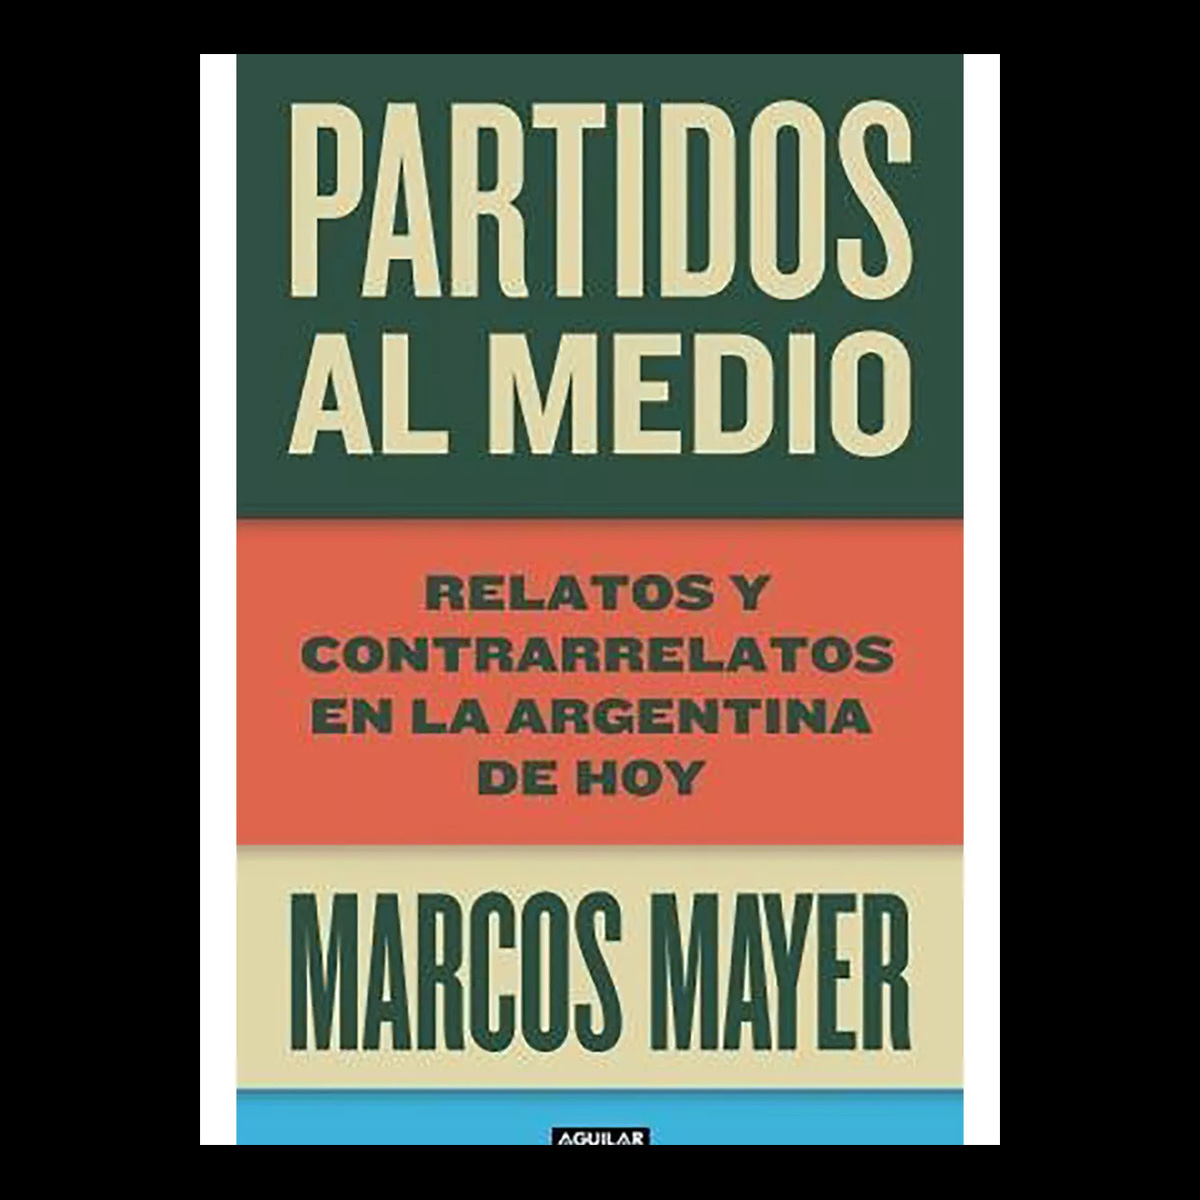 PARTIDOS
AL MEDIO
RELATOS Y
CONTRARRELATOS
EN LA ARGENTINA
DE HOY
MARCOS MAYER
AGUILAR